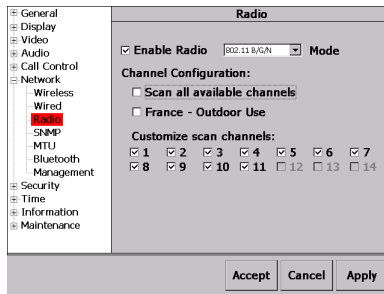 General
Display
Video
Audio
Call Control
Network
Wireless
Wired
Radio
SNMP
MTU
Bluetooth
Management
Security
Time
Information
Maintenance
Radio
Enable Radio 802.11 B/G/N Mode
Channel Configuration:
Scan all available channels
France - Outdoor Use
Customize scan channels:
1 2 3 4 5 6 7
8 9 10 11 12 13 14
Accept Cancel Apply